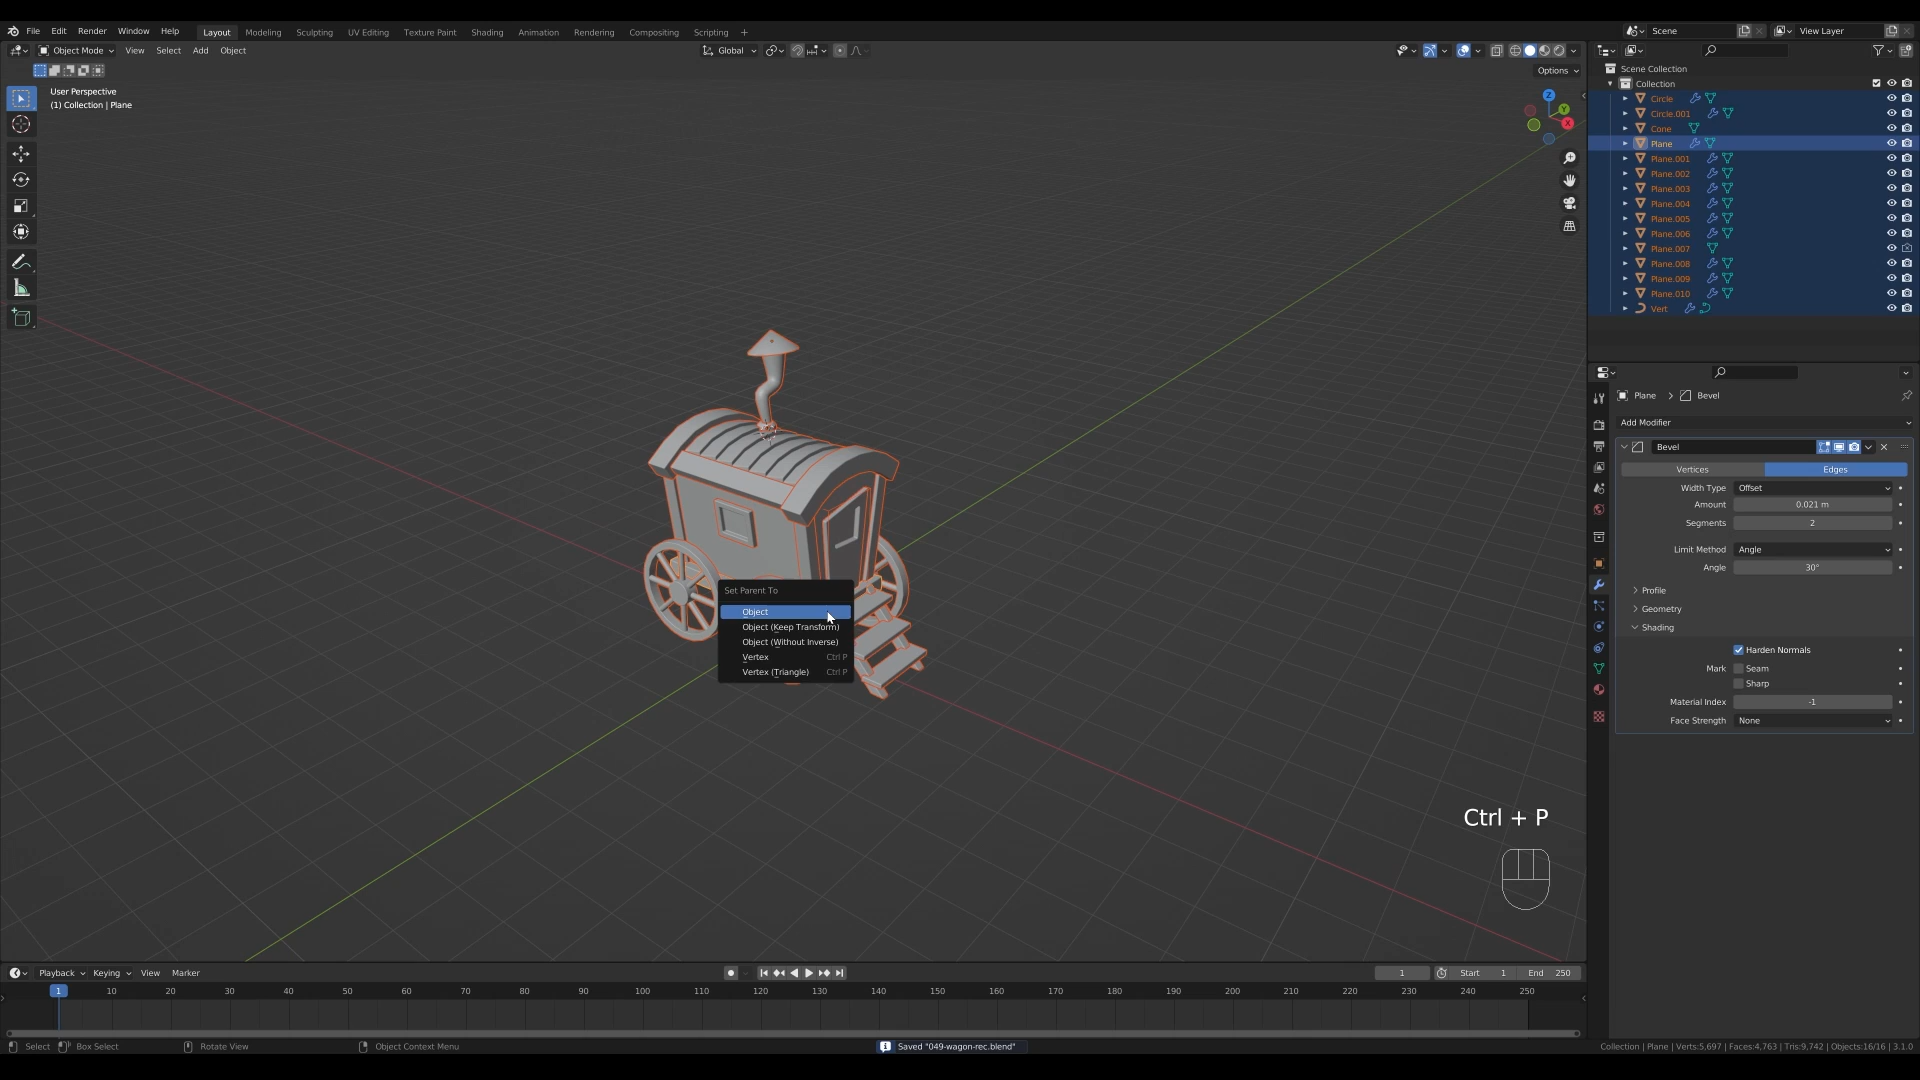 File Edit Render Window Help Layout Modeling Sculpting UV Editing Texture Paint Shading Animation Rendering Compositing Scripting + Scene View Layer
Object Mode View Select Add Object Global
Options
User Perspective
(1) Collection | Plane
Z
Y
X
Scene Collection
Collection
Circle
Circle.001
Cone
Plane
Plane.001
Plane.002
Plane.003
Plane.004
Plane.005
Plane.006
Plane.007
Plane.008
Plane.009
Plane.010
Vert
Set Parent To
Object
Object (Keep Transform)
Object (Without Inverse)
Vertex Ctrl P
Vertex (Triangle) Ctrl P
Ctrl + P
Plane > Bevel
Add Modifier
Bevel
Vertices Edges
Width Type Offset
Amount 0.021 m
Segments 2
Limit Method Angle
Angle 30°
Profile
Geometry
Shading
Harden Normals
Mark Seam
Sharp
Material Index -1
Face Strength None
Playback Keying View Marker 1 Start 1 End 250
1 10 20 30 40 50 60 70 80 90 100 110 120 130 140 150 160 170 180 190 200 210 220 230 240 250
Select Box Select Rotate View Object Context Menu Saved "049-wagon-rec.blend" Collection | Plane | Verts:5,697 | Faces:4,763 | Tris:9,742 | Objects:16/16 | 3.1.0